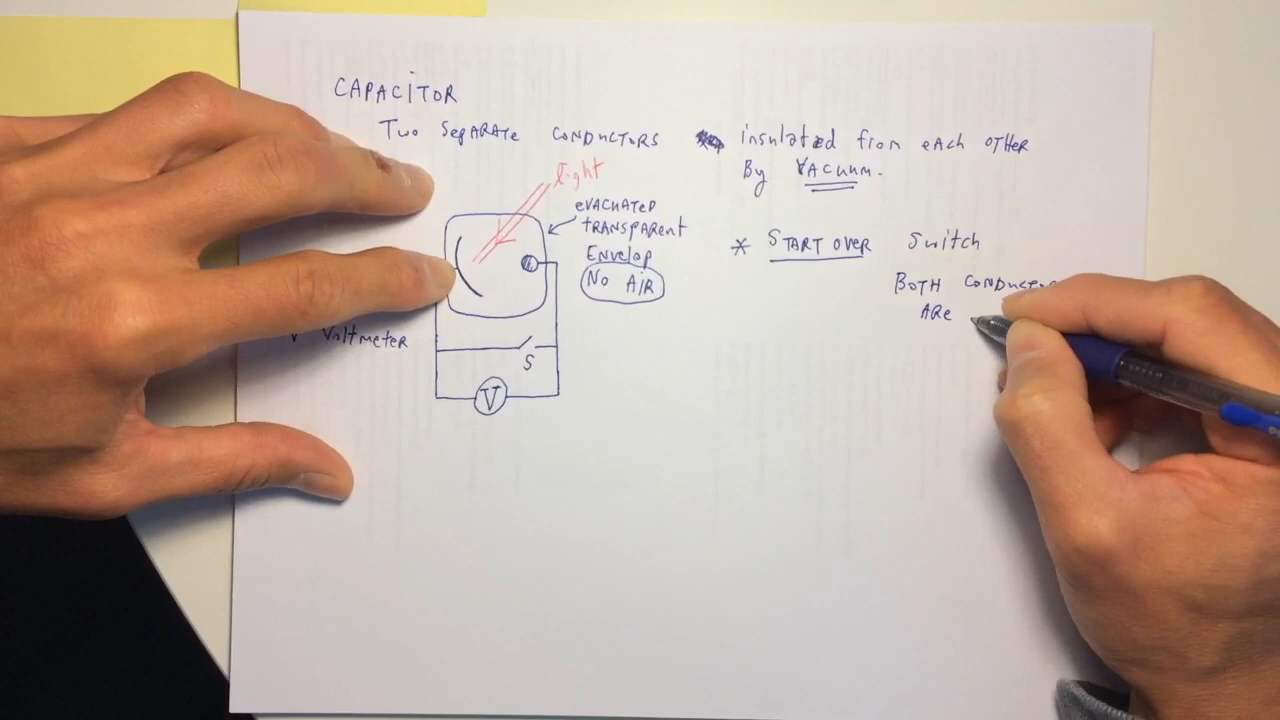 CAPACITOR
Two SepARATe CONDUCTORS insulated from eAch OTHeR
By VACUUM.
light
eVACUATeD
TRANSPARenT
Envelop
No AiR
* START OVeR Switch
BOTH
ARe
V Voltmeter
S
V